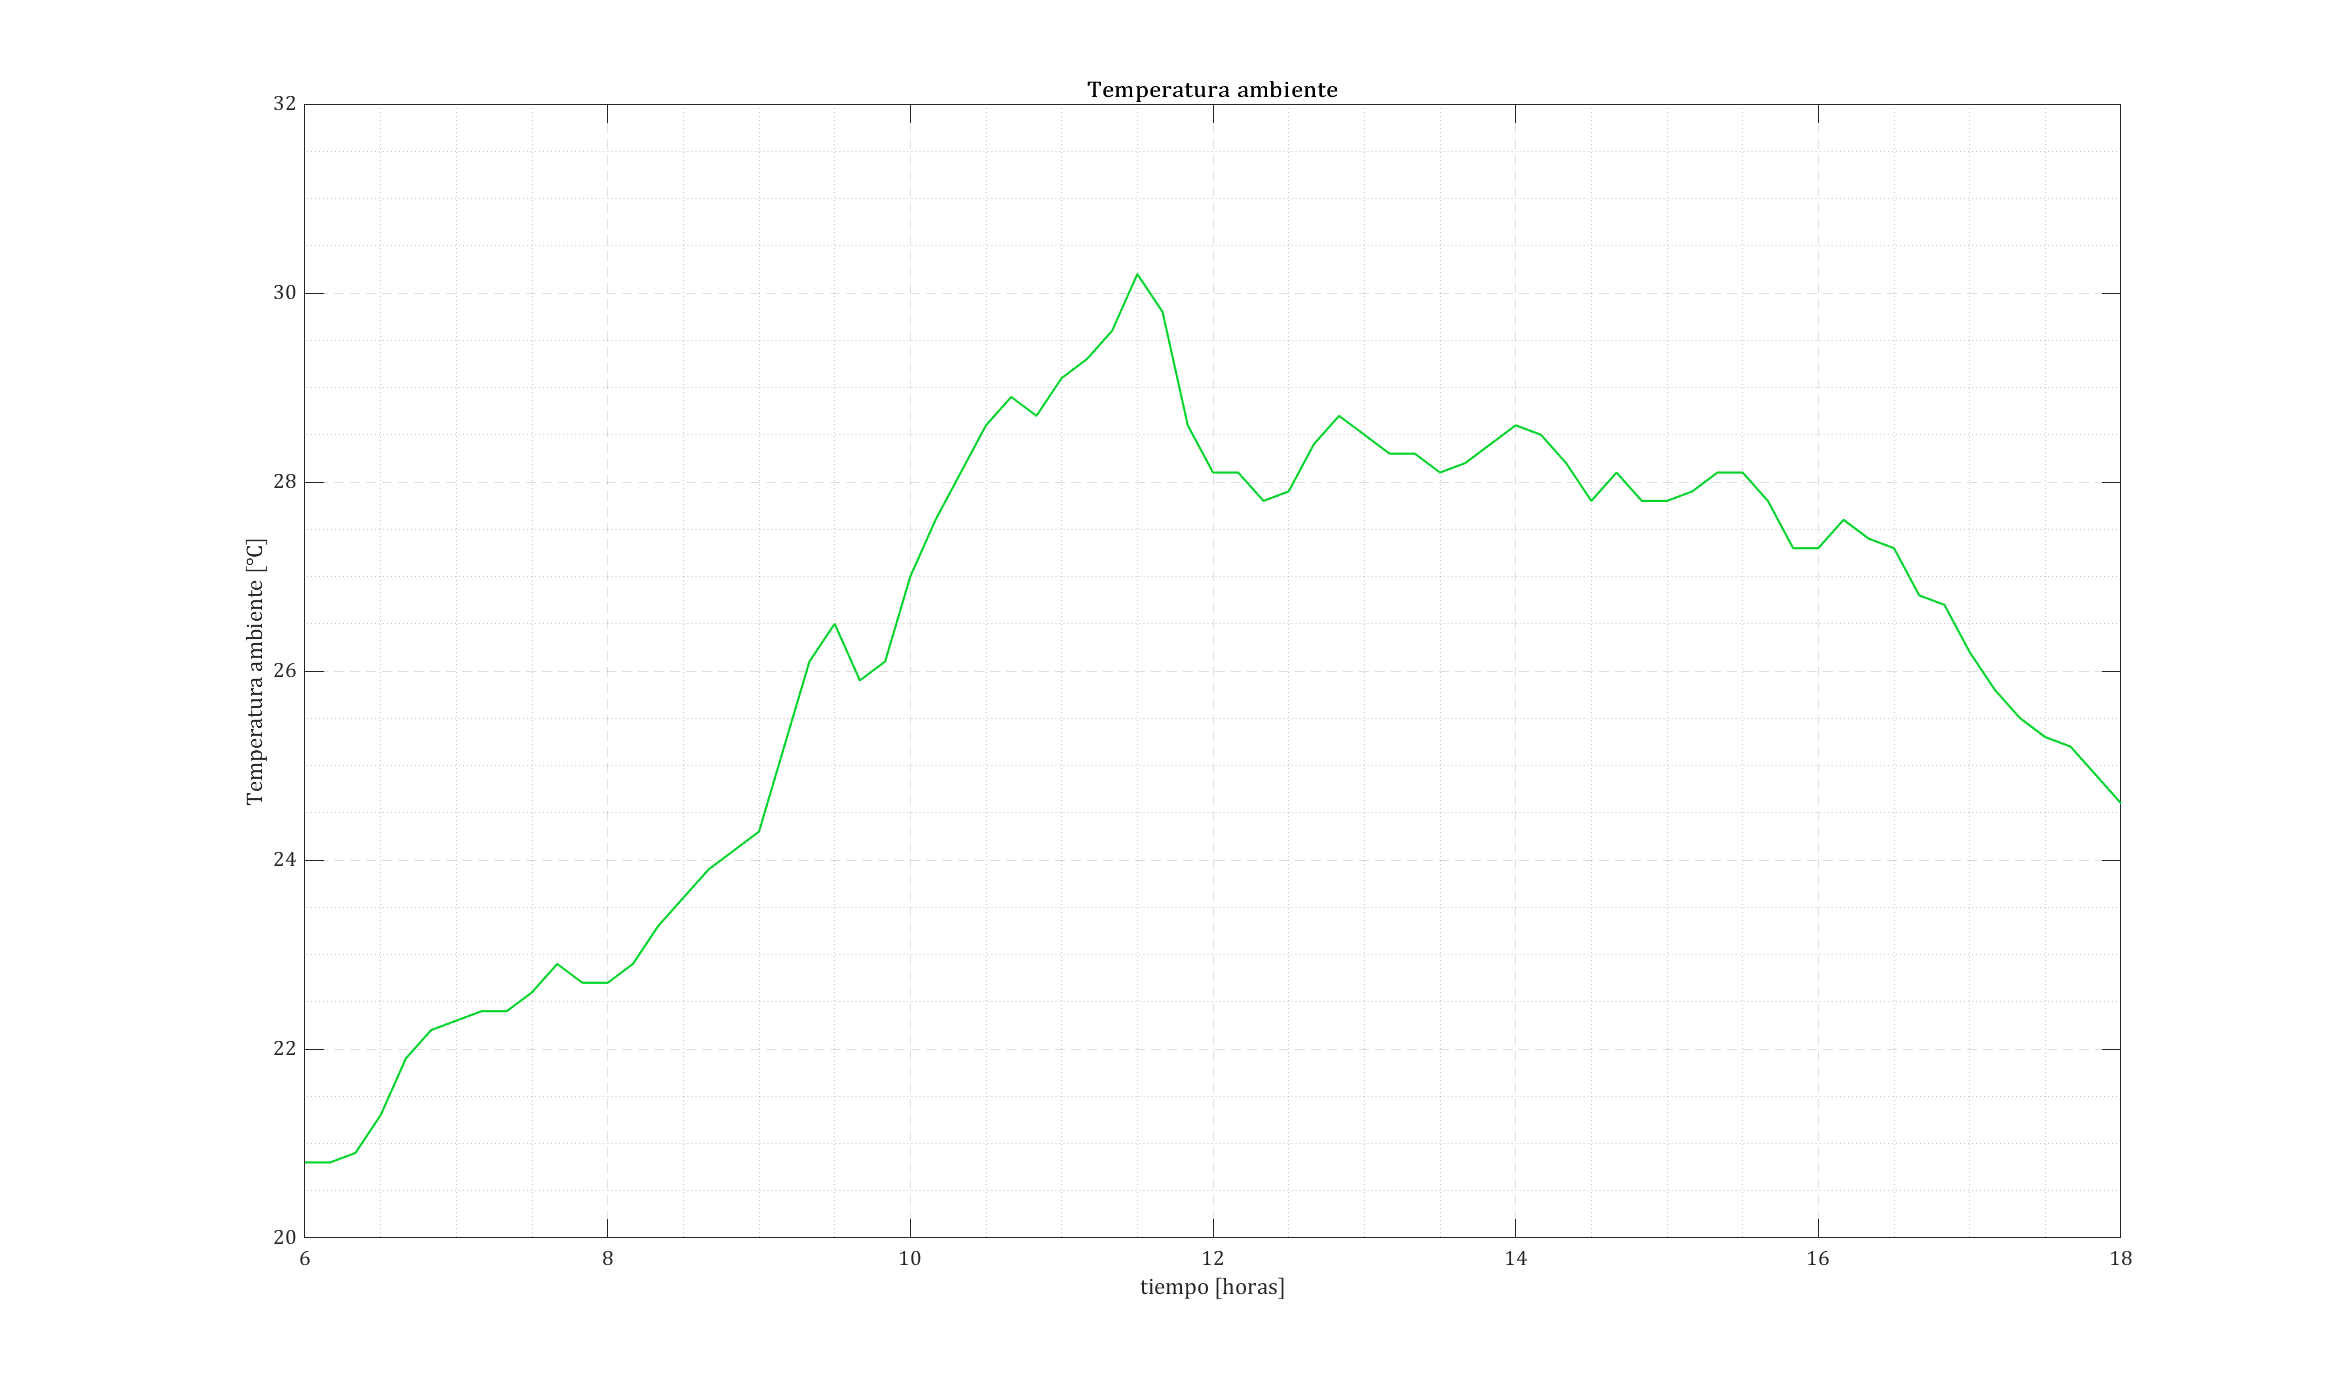 Temperatura ambiente
32
30
28
26
24
22
20
Temperatura ambiente [°C]
6 8 10 12 14 16 18
tiempo [horas]